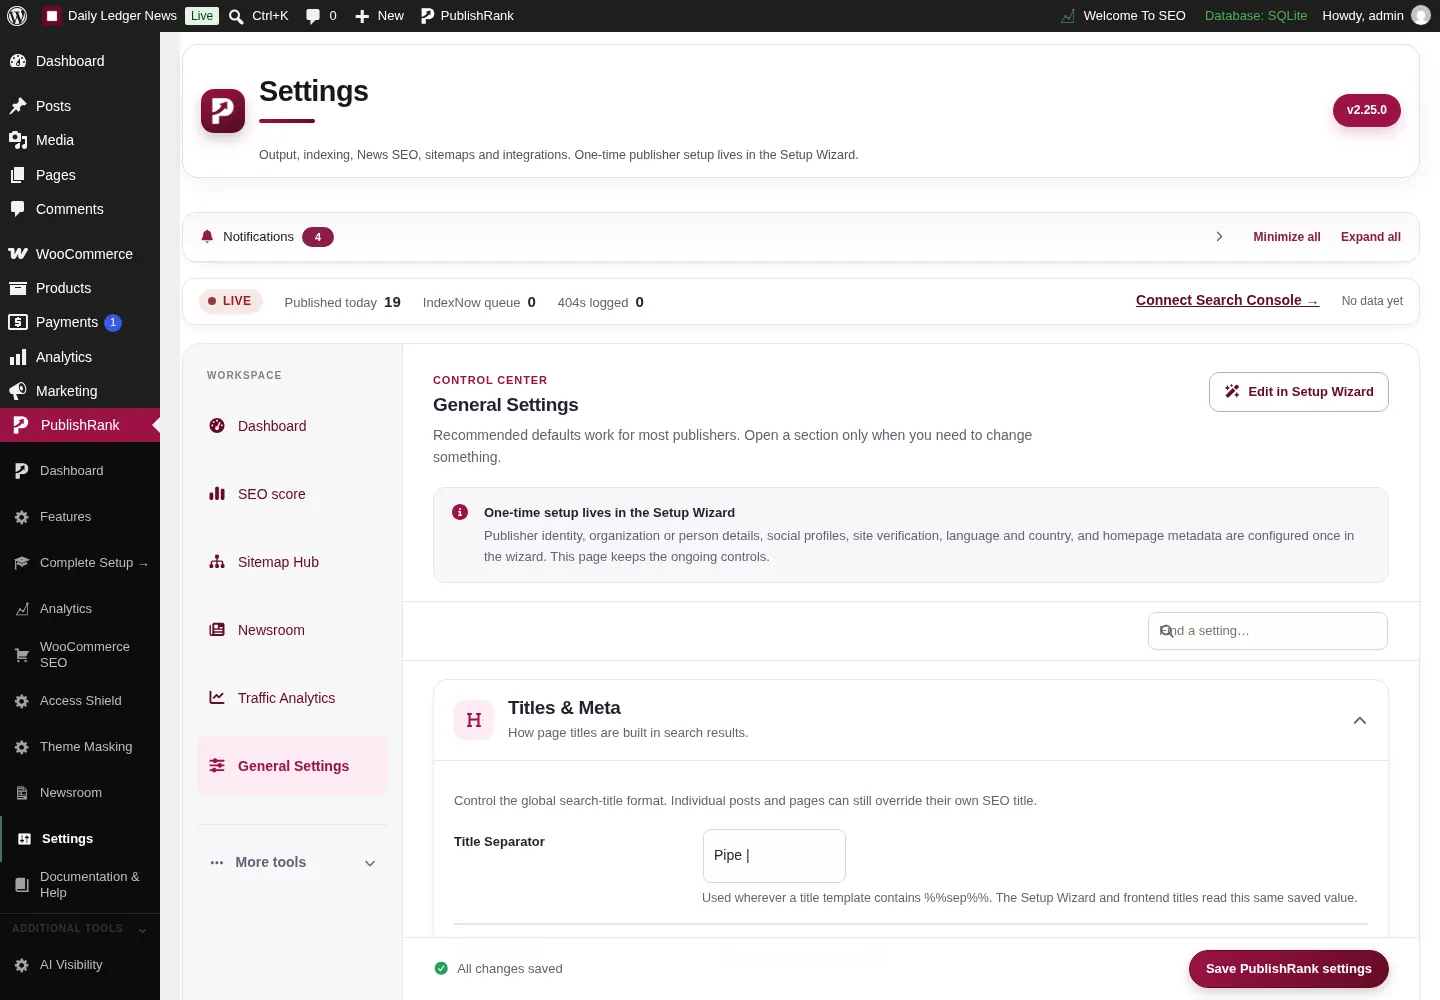 Daily Ledger News Live Ctrl+K 0 New PublishRank Welcome To SEO Database: SQLite Howdy, admin
Dashboard
Posts
Media
Pages
Comments
WooCommerce
Products
Payments 1
Analytics
Marketing
PublishRank
Dashboard
Features
Complete Setup →
Analytics
WooCommerce
SEO
Access Shield
Theme Masking
Newsroom
Settings
Documentation &
Help
ADDITIONAL TOOLS
AI Visibility
Settings
v2.25.0
Output, indexing, News SEO, sitemaps and integrations. One-time publisher setup lives in the Setup Wizard.
Notifications 4 Minimize all Expand all
LIVE Published today 19 IndexNow queue 0 404s logged 0 Connect Search Console → No data yet
WORKSPACE
Dashboard
SEO score
Sitemap Hub
Newsroom
Traffic Analytics
General Settings
More tools
CONTROL CENTER
General Settings
Edit in Setup Wizard
Recommended defaults work for most publishers. Open a section only when you need to change
something.
One-time setup lives in the Setup Wizard
Publisher identity, organization or person details, social profiles, site verification, language and country, and homepage metadata are configured once in
the wizard. This page keeps the ongoing controls.
Find a setting…
H Titles & Meta
How page titles are built in search results.
Control the global search-title format. Individual posts and pages can still override their own SEO title.
Title Separator
Pipe |
Used wherever a title template contains %%sep%%. The Setup Wizard and frontend titles read this same saved value.
All changes saved
Save PublishRank settings